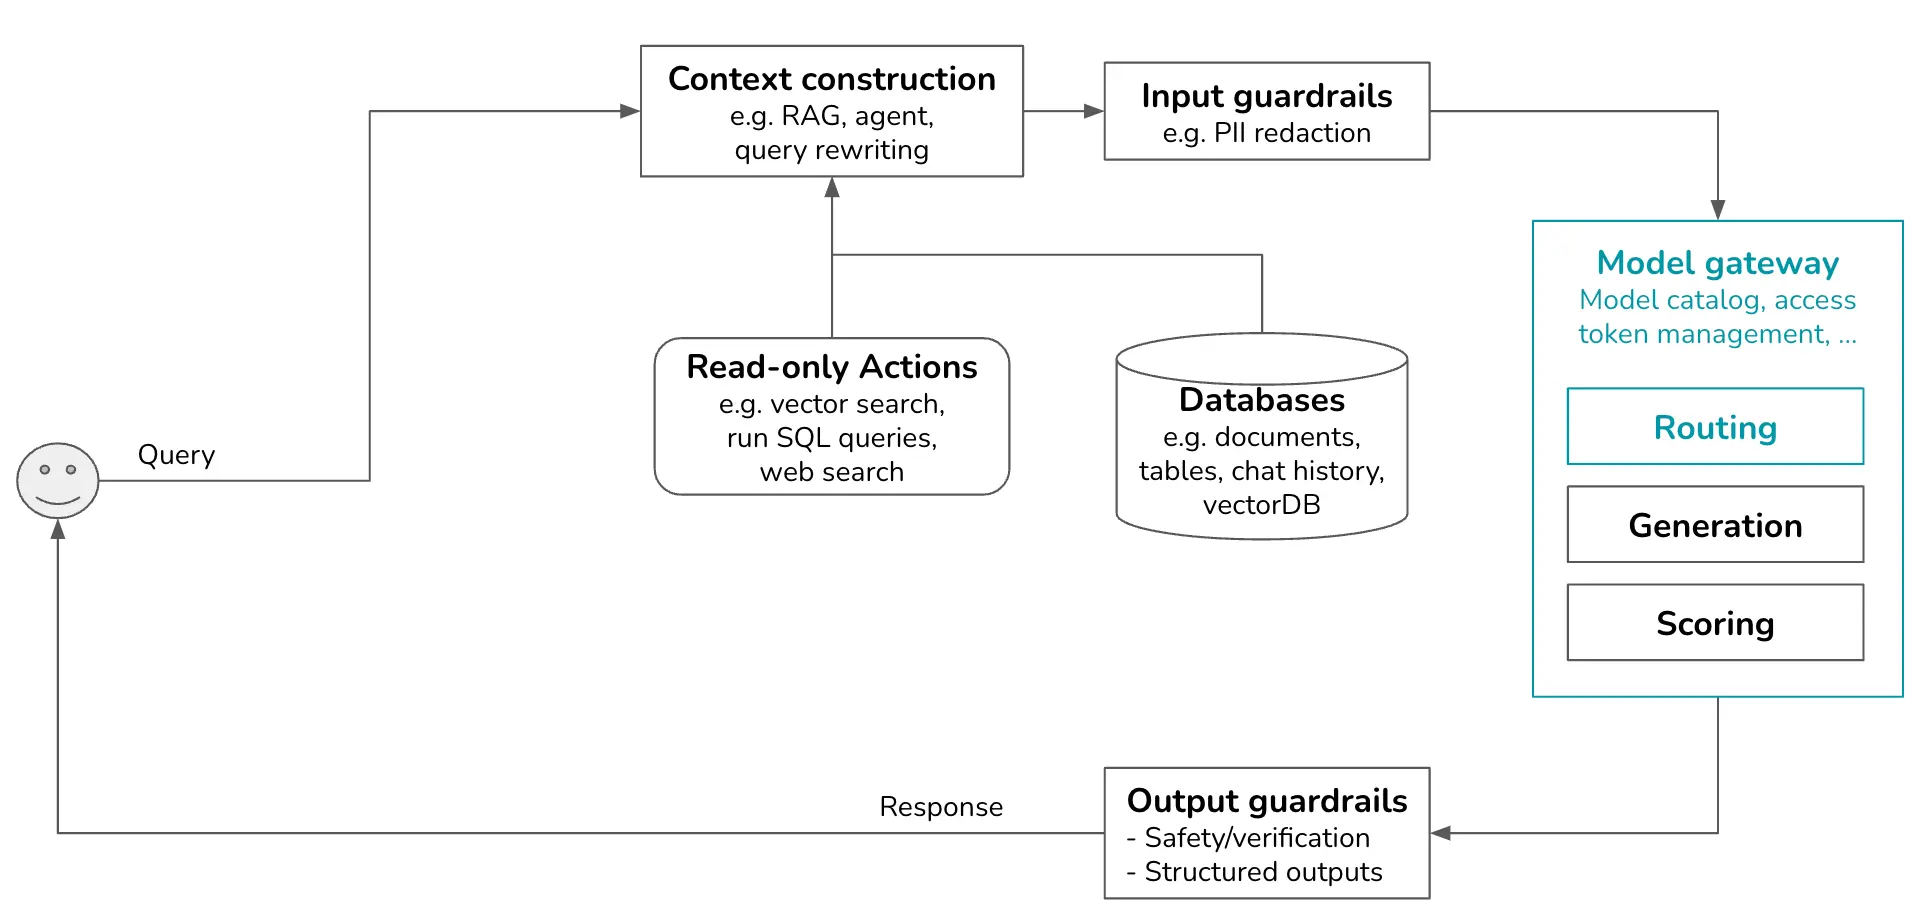 Context construction
e.g. RAG, agent,
query rewriting
Input guardrails
e.g. PII redaction
Model gateway
Model catalog, access
token management, ...
Routing
Generation
Scoring
Read-only Actions
e.g. vector search,
run SQL queries,
web search
Databases
e.g. documents,
tables, chat history,
vectorDB
Query
Response
Output guardrails
- Safety/verification
- Structured outputs